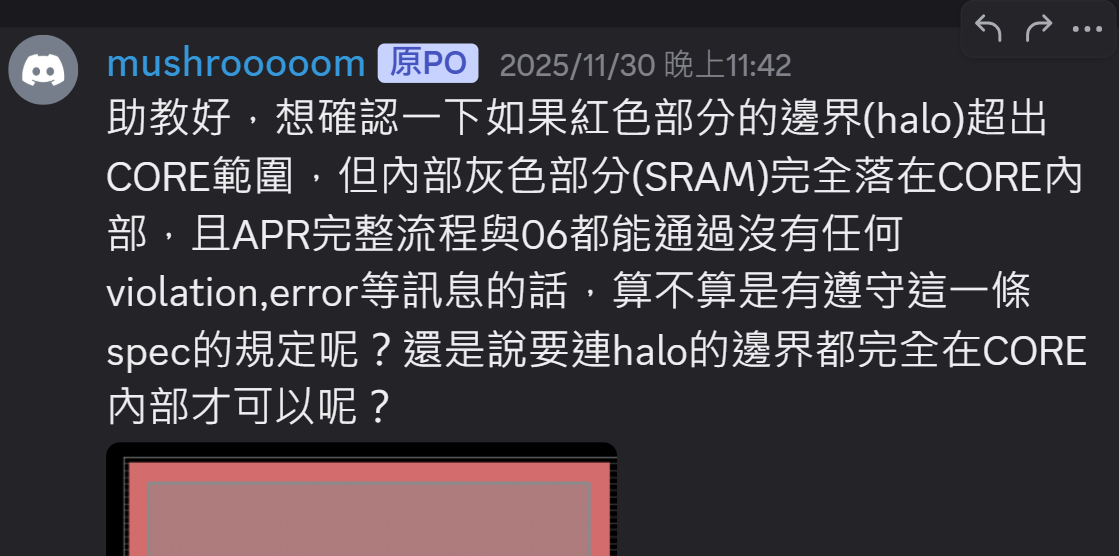 mushrooooom 原PO 2025/11/30 晚上11:42
助教好，想確認一下如果紅色部分的邊界(halo)超出
CORE範圍，但內部灰色部分(SRAM)完全落在CORE內
部，且APR完整流程與06都能通過沒有任何
violation,error等訊息的話，算不算是有遵守這一條
spec的規定呢？還是說要連halo的邊界都完全在CORE
內部才可以呢？